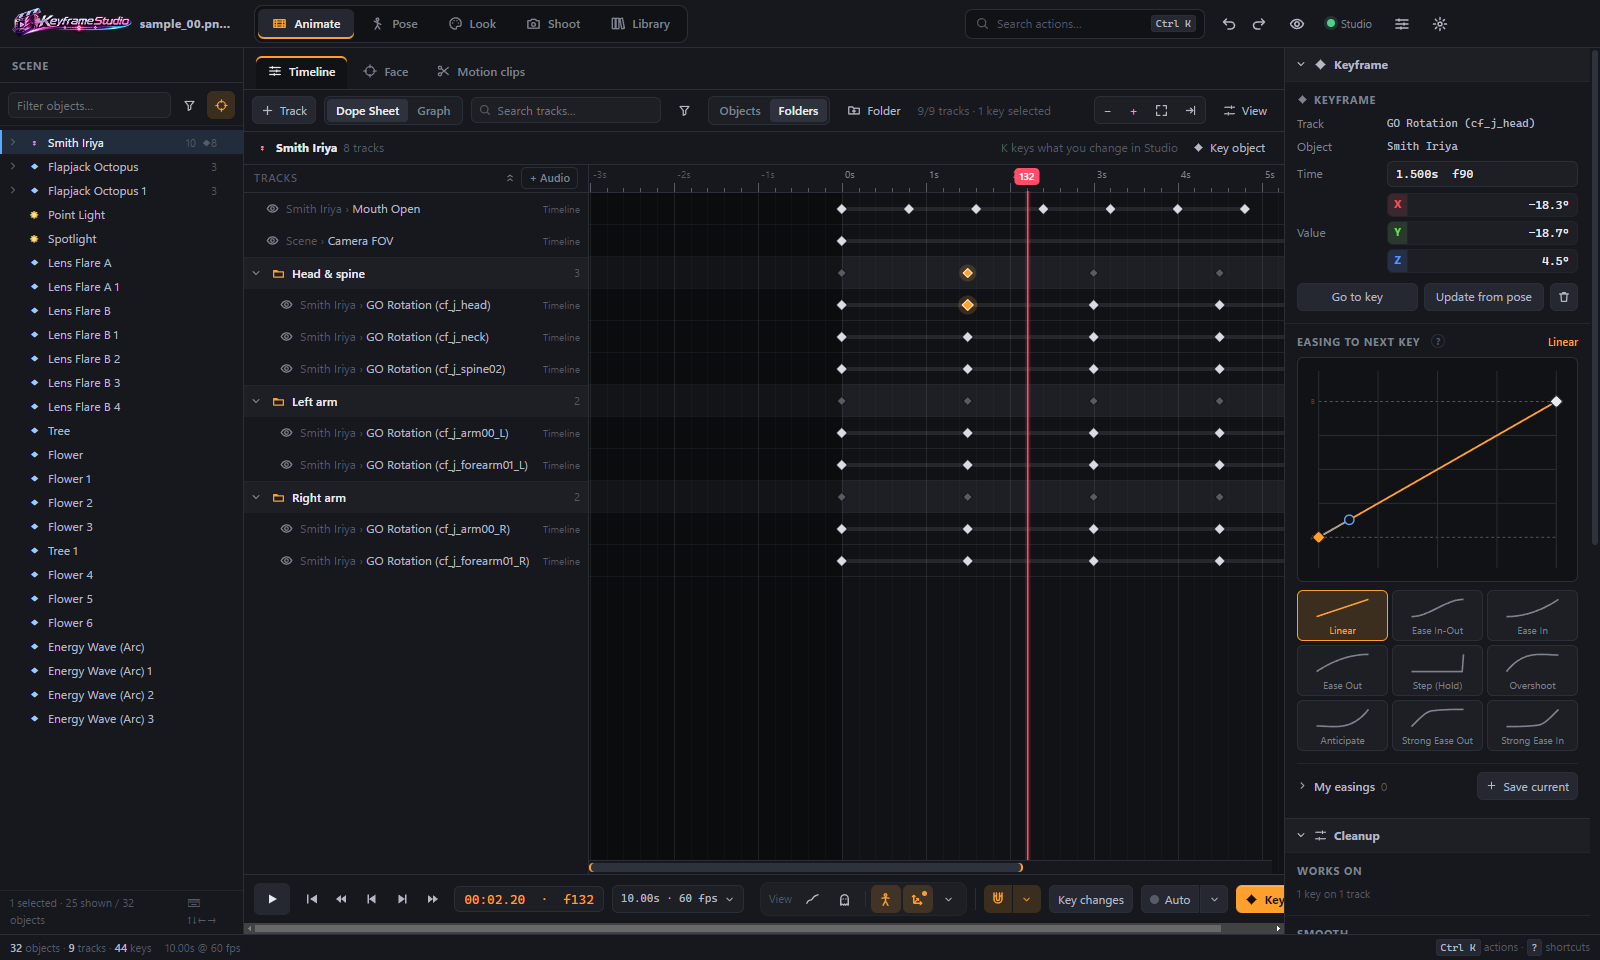 KeyframeStudio sample_00.pn... Animate Pose Look Shoot Library Search actions... Ctrl K Studio
SCENE
Filter objects...
Smith Iriya 10 8
Flapjack Octopus 3
Flapjack Octopus 1 3
Point Light
Spotlight
Lens Flare A
Lens Flare A 1
Lens Flare B
Lens Flare B 1
Lens Flare B 2
Lens Flare B 3
Lens Flare B 4
Tree
Flower
Flower 1
Flower 2
Flower 3
Tree 1
Flower 4
Flower 5
Flower 6
Energy Wave (Arc)
Energy Wave (Arc) 1
Energy Wave (Arc) 2
Energy Wave (Arc) 3
1 selected · 25 shown / 32
objects ↑↓←→
Timeline Face Motion clips
+ Track Dope Sheet Graph Search tracks... Objects Folders Folder 9/9 tracks · 1 key selected − + View
Smith Iriya 8 tracks K keys what you change in Studio Key object
TRACKS + Audio -3s -2s -1s 0s 1s 132 3s 4s 5s
Smith Iriya › Mouth Open Timeline
Scene › Camera FOV Timeline
Head & spine 3
Smith Iriya › GO Rotation (cf_j_head) Timeline
Smith Iriya › GO Rotation (cf_j_neck) Timeline
Smith Iriya › GO Rotation (cf_j_spine02) Timeline
Left arm 2
Smith Iriya › GO Rotation (cf_j_arm00_L) Timeline
Smith Iriya › GO Rotation (cf_j_forearm01_L) Timeline
Right arm 2
Smith Iriya › GO Rotation (cf_j_arm00_R) Timeline
Smith Iriya › GO Rotation (cf_j_forearm01_R) Timeline
00:02.20 · f132 10.00s · 60 fps View Key changes Auto Key
Keyframe
KEYFRAME
Track GO Rotation (cf_j_head)
Object Smith Iriya
Time 1.500s f90
X −18.3°
Value Y −18.7°
Z 4.5°
Go to key Update from pose
EASING TO NEXT KEY ? Linear
Linear Ease In-Out Ease In
Ease Out Step (Hold) Overshoot
Anticipate Strong Ease Out Strong Ease In
My easings 0 + Save current
Cleanup
WORKS ON
1 key on 1 track
SMOOTH
32 objects · 9 tracks · 44 keys 10.00s @ 60 fps Ctrl K actions · ? shortcuts